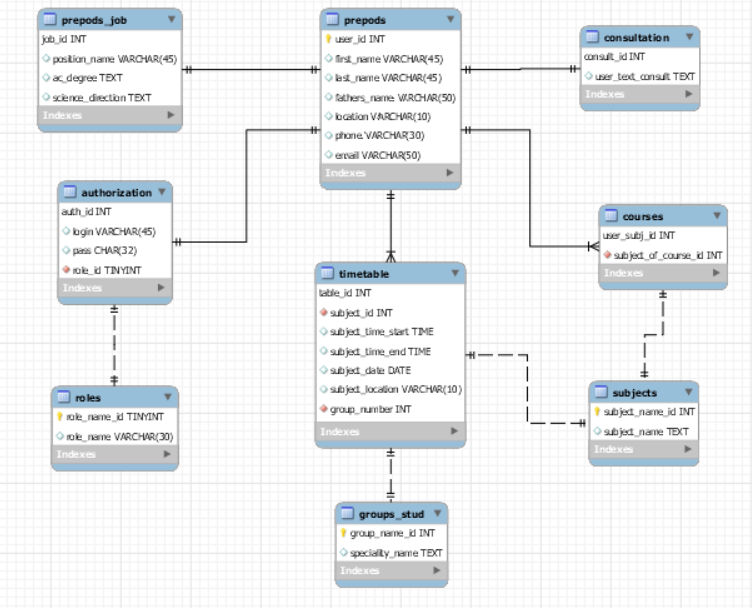 prepods_job
job_id INT
position_name VARCHAR(45)
ac_degree TEXT
science_direction TEXT
Indexes
prepods
user_id INT
first_name VARCHAR(45)
last_name VARCHAR(45)
fathers_name VARCHAR(50)
location VARCHAR(10)
phone VARCHAR(30)
email VARCHAR(50)
Indexes
consultation
consult_id INT
user_text_consult TEXT
Indexes
authorization
auth_id INT
login VARCHAR(45)
pass CHAR(32)
role_id TINYINT
Indexes
courses
user_subj_id INT
subject_of_course_id INT
Indexes
timetable
table_id INT
subject_id INT
subject_time_start TIME
subject_time_end TIME
subject_date DATE
subject_location VARCHAR(10)
group_number INT
Indexes
roles
role_name_id TINYINT
role_name VARCHAR(30)
Indexes
subjects
subject_name_id INT
subject_name TEXT
Indexes
groups_stud
group_name_id INT
speciality_name TEXT
Indexes